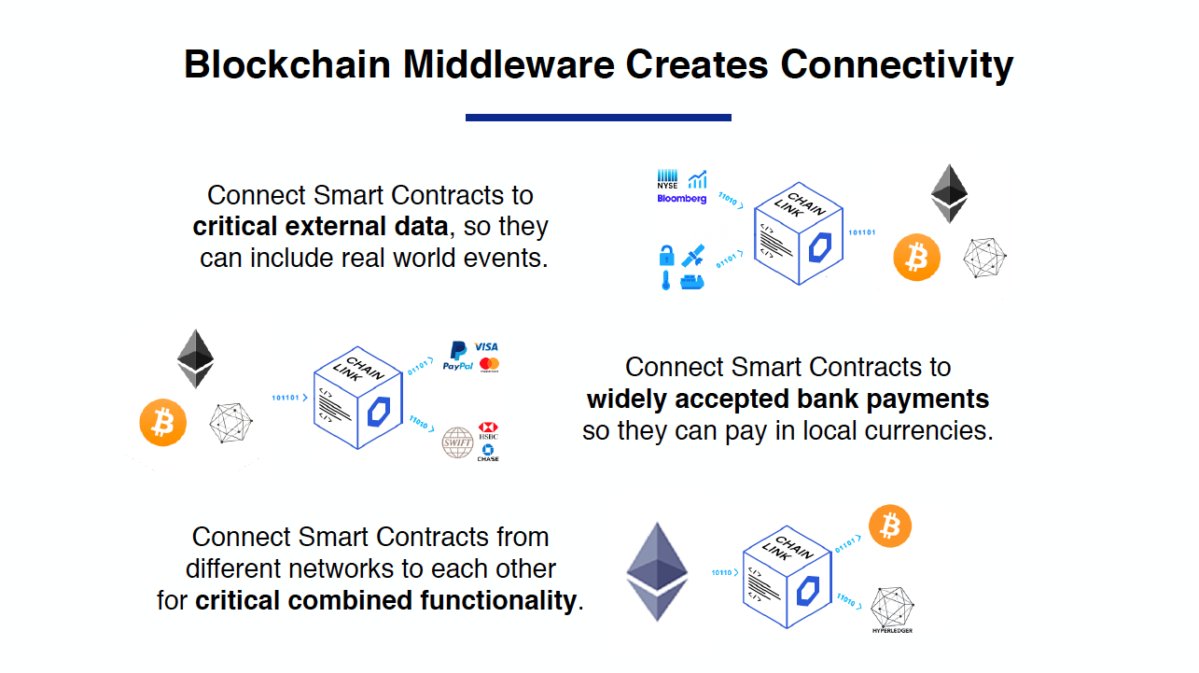 Blockchain Middleware Creates Connectivity
Connect Smart Contracts to
critical external data, so they
can include real world events.
NYSE
Bloomberg
11010
01101
CHAIN
LINK
101101
101101
CHAIN
LINK
01101
11010
PayPal
VISA
mastercard
SWIFT
HSBC
CHASE
Connect Smart Contracts to
widely accepted bank payments
so they can pay in local currencies.
Connect Smart Contracts from
different networks to each other
for critical combined functionality.
10110
CHAIN
LINK
01101
11010
HYPERLEDGER